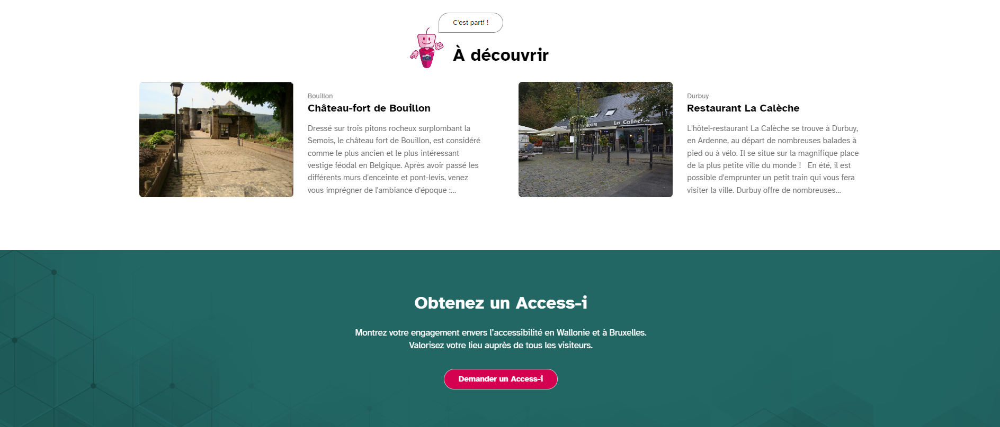 C'est parti !
À découvrir
Bouillon
Château-fort de Bouillon
Dressé sur trois pitons rocheux surplombant la
Semois, le château fort de Bouillon, est considéré
comme le plus ancien et le plus intéressant
vestige féodal en Belgique. Après avoir passé les
différents murs d'enceinte et pont-levis, venez
vous imprégner de l'ambiance d'époque :...
La Calec
Durbuy
Restaurant La Calèche
L'hôtel-restaurant La Calèche se trouve à Durbuy,
en Ardenne, au départ de nombreuses balades à
pied ou à vélo. Il se situe sur la magnifique place
de la plus petite ville du monde !   En été, il est
possible d'emprunter un petit train qui vous fera
visiter la ville. Durbuy offre de nombreuses...
Obtenez un Access-i
Montrez votre engagement envers l’accessibilité en Wallonie et à Bruxelles.
Valorisez votre lieu auprès de tous les visiteurs.
Demander un Access-i